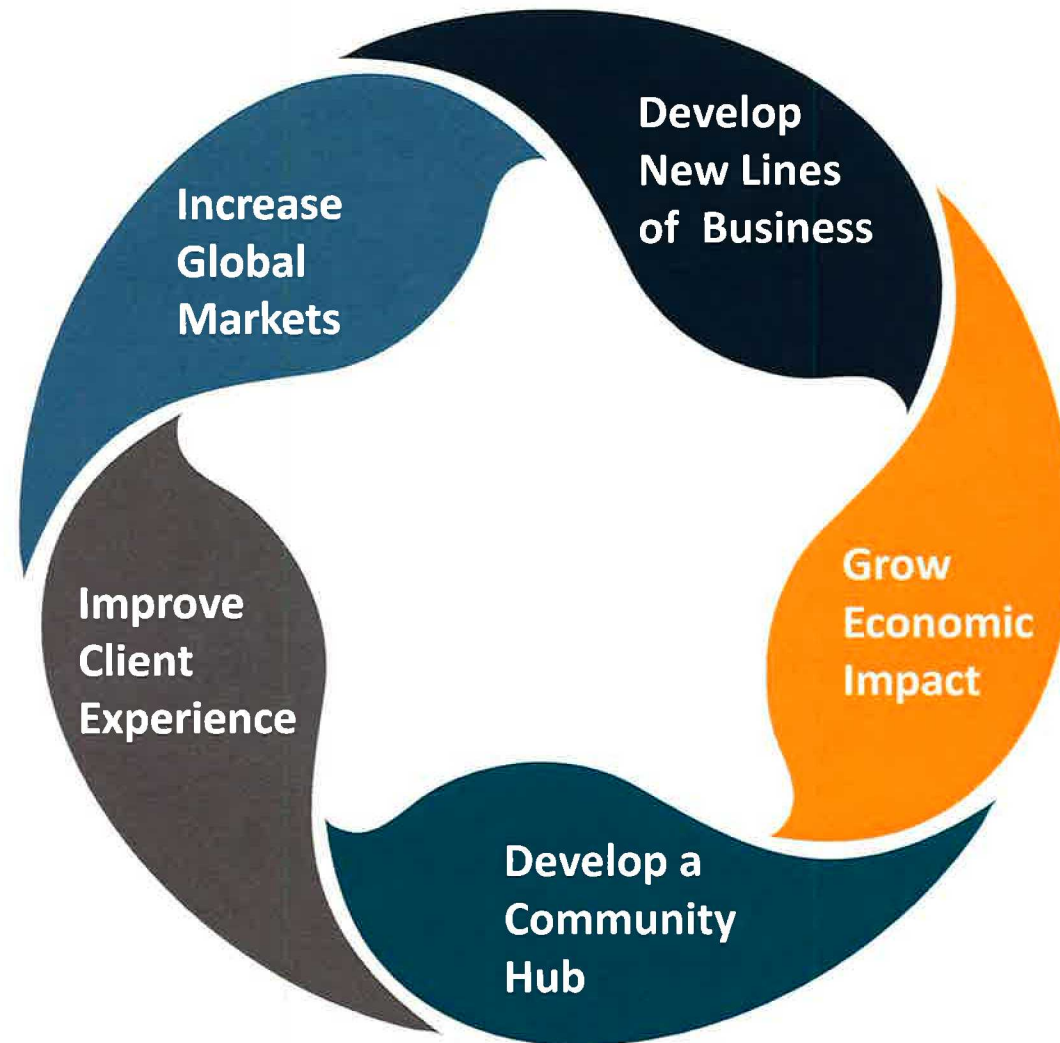 Develop
New Lines
of Business
Grow
Economic
Impact
Develop a
Community
Hub
Improve
Client
Experience
Increase
Global
Markets